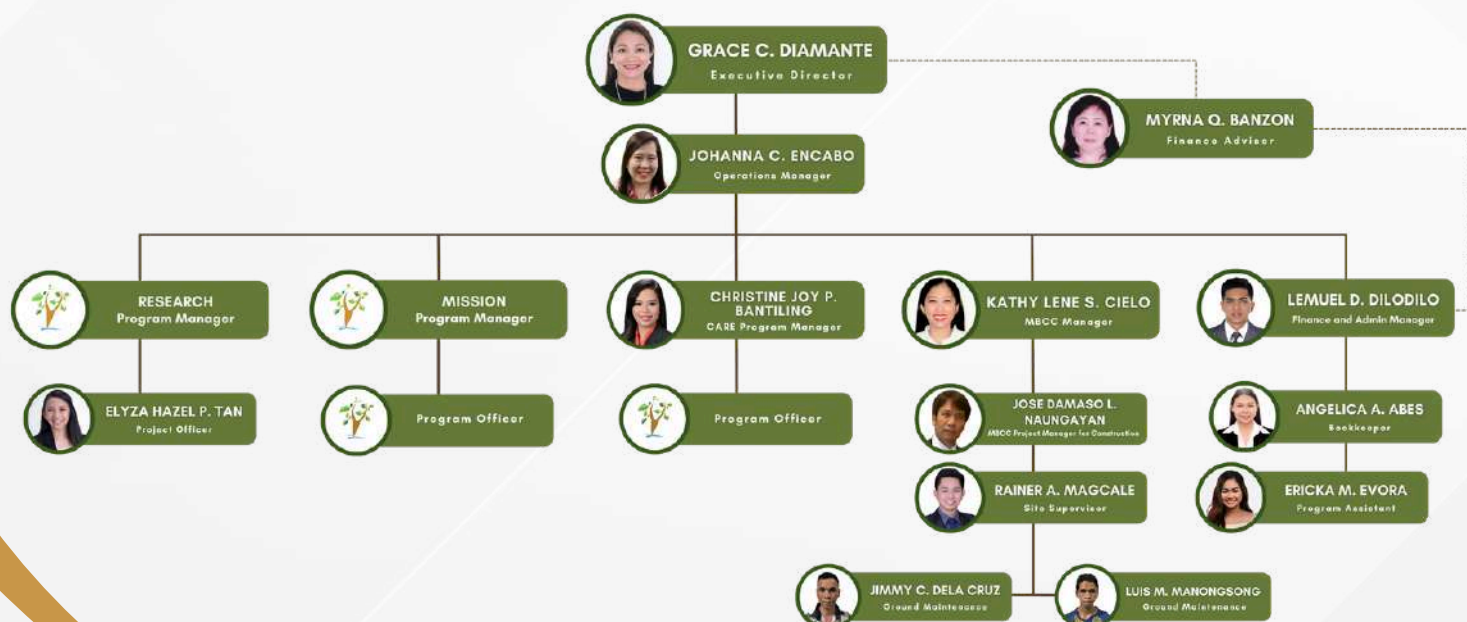 GRACE C. DIAMANTE
Executive Director
MYRNA Q. BANZON
Finance Adviser
JOHANNA C. ENCABO
Operations Manager
RESEARCH
Program Manager
MISSION
Program Manager
CHRISTINE JOY P.
BANTILING
CARE Program Manager
KATHY LENE S. CIELO
MBCC Manager
LEMUEL D. DILODILO
Finance and Admin Manager
ELYZA HAZEL P. TAN
Project Officer
Program Officer
Program Officer
JOSE DAMASO L.
NAUNGAYAN
MBCC Project Manager for Construction
ANGELICA A. ABES
Bookkeeper
RAINER A. MAGCALE
Site Supervisor
ERICKA M. EVORA
Program Assistant
JIMMY C. DELA CRUZ
Ground Maintenance
LUIS M. MANONGSONG
Ground Maintenance